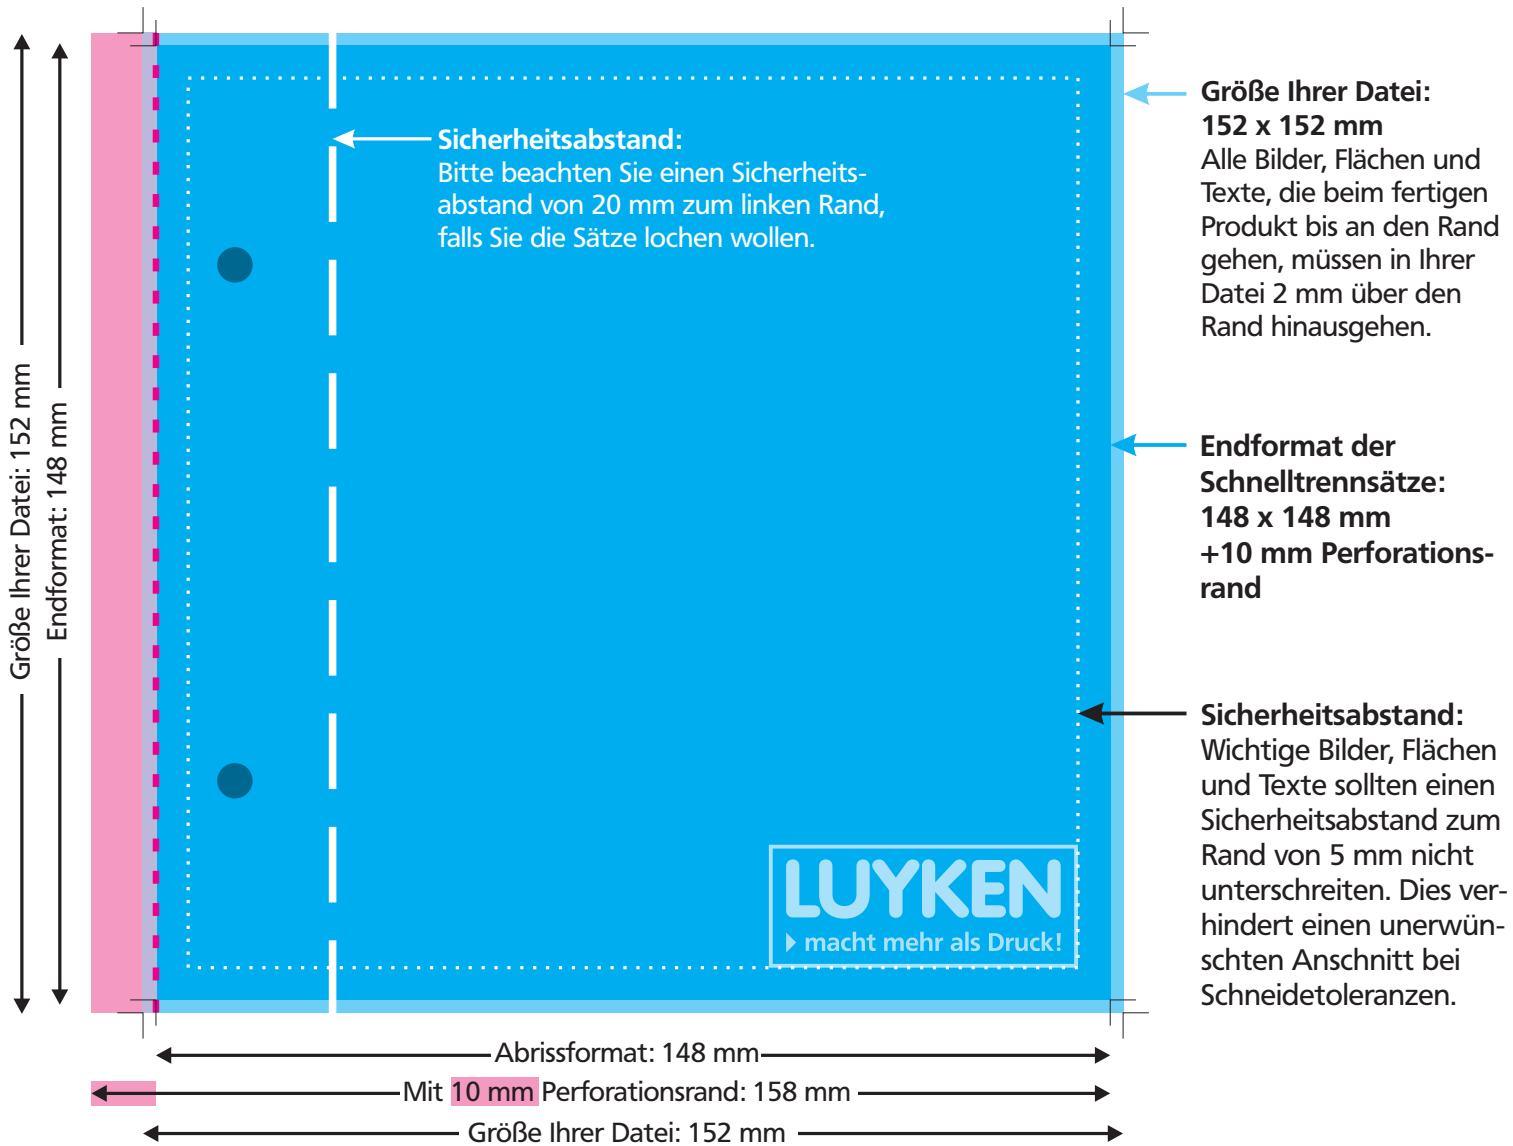 Größe Ihrer Datei: 152 mm
Endformat: 148 mm
Sicherheitsabstand:
Bitte beachten Sie einen Sicherheits-
abstand von 20 mm zum linken Rand,
falls Sie die Sätze lochen wollen.
Größe Ihrer Datei:
152 x 152 mm
Alle Bilder, Flächen und
Texte, die beim fertigen
Produkt bis an den Rand
gehen, müssen in Ihrer
Datei 2 mm über den
Rand hinausgehen.
Endformat der
Schnelltrennsätze:
148 x 148 mm
+10 mm Perforations-
rand
Sicherheitsabstand:
Wichtige Bilder, Flächen
und Texte sollten einen
Sicherheitsabstand zum
Rand von 5 mm nicht
unterschreiten. Dies ver-
hindert einen unerwün-
schten Anschnitt bei
Schneidetoleranzen.
LUYKEN
macht mehr als Druck!
Abrissformat: 148 mm
Mit 10 mm Perforationsrand: 158 mm
Größe Ihrer Datei: 152 mm